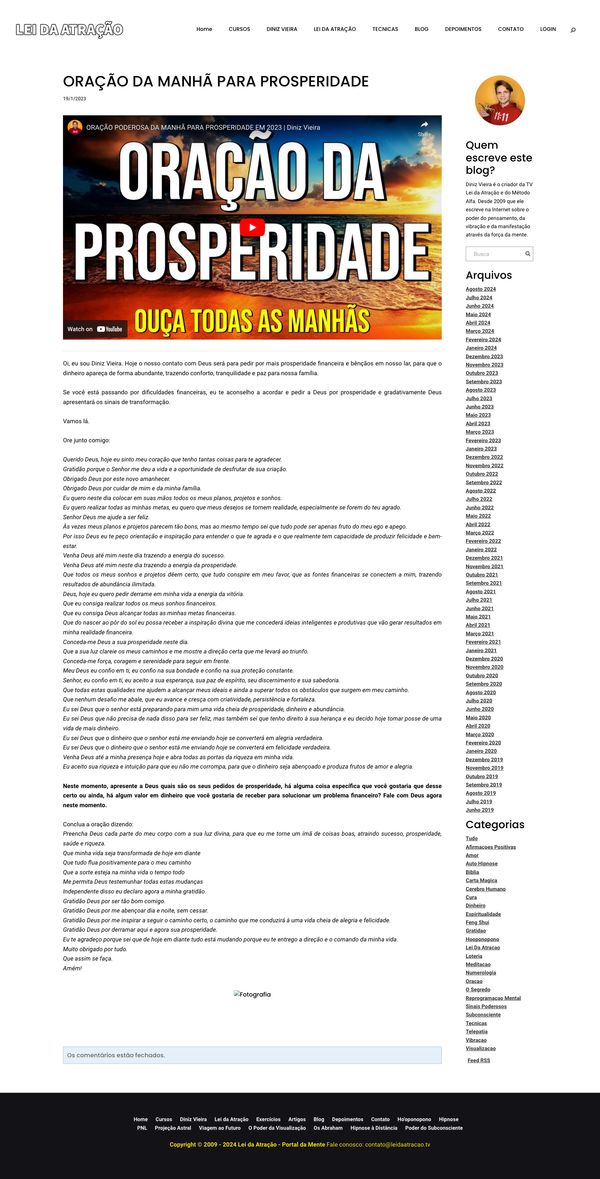 LEI DA ATRAÇÃO
Home CURSOS DINIZ VIEIRA LEI DA ATRAÇÃO TECNICAS BLOG DEPOIMENTOS CONTATO LOGIN
ORAÇÃO DA MANHÃ PARA PROSPERIDADE
19/1/2023
ORAÇÃO PODEROSA DA MANHÃ PARA PROSPERIDADE EM 2023 | Diniz Vieira
Share
ORAÇÃO DA
PROSPERIDADE
OUÇA TODAS AS MANHÃS
Watch on YouTube
Oi, eu sou Diniz Vieira. Hoje o nosso contato com Deus será para pedir por mais prosperidade financeira e bênçãos em nosso lar, para que o
dinheiro apareça de forma abundante, trazendo conforto, tranquilidade e paz para nossa família.
Se você está passando por dificuldades financeiras, eu te aconselho a acordar e pedir a Deus por prosperidade e gradativamente Deus
apresentará os sinais de transformação.
Vamos lá.
Ore junto comigo:
Querido Deus, hoje eu sinto meu coração que tenho tantas coisas para te agradecer.
Gratidão porque o Senhor me deu a vida e a oportunidade de desfrutar de sua criação.
Obrigado Deus por este novo amanhecer.
Obrigado Deus por cuidar de mim e da minha família.
Eu quero neste dia colocar em suas mãos todos os meus planos, projetos e sonhos.
Eu quero realizar todas as minhas metas, eu quero que meus desejos se tornem realidade, especialmente se forem do teu agrado.
Senhor Deus me ajude a ser feliz.
Às vezes meus planos e projetos parecem tão bons, mas ao mesmo tempo sei que tudo pode ser apenas fruto do meu ego e apego.
Por isso Deus eu te peço orientação e inspiração para entender o que te agrada e o que realmente tem capacidade de produzir felicidade e bem-
estar.
Venha Deus até mim neste dia trazendo a energia do sucesso.
Venha Deus até mim neste dia trazendo a energia da prosperidade.
Que todos os meus sonhos e projetos dêem certo, que tudo conspire em meu favor, que as fontes financeiras se conectem a mim, trazendo
resultados de abundância ilimitada.
Deus, hoje eu quero pedir derrame em minha vida a energia da vitória.
Que eu consiga realizar todos os meus sonhos financeiros.
Que eu consiga Deus alcançar todas as minhas metas financeiras.
Que do nascer ao pôr do sol eu possa receber a inspiração divina que me concederá ideias inteligentes e produtivas que vão gerar resultados em
minha realidade financeira.
Conceda-me Deus a sua prosperidade neste dia.
Que a sua luz clareie os meus caminhos e me mostre a direção certa que me levará ao triunfo.
Conceda-me força, coragem e serenidade para seguir em frente.
Meu Deus eu confio em ti, eu confio na sua bondade e confio na sua proteção constante.
Senhor, eu confio em ti, eu aceito a sua esperança, sua paz de espírito, seu discernimento e sua sabedoria.
Que todas estas qualidades me ajudem a alcançar meus ideais e ainda a superar todos os obstáculos que surgem em meu caminho.
Que nenhum desafio me abale, que eu avance e cresça com criatividade, persistência e fortaleza.
Eu sei Deus que o senhor está preparando para mim uma vida cheia de prosperidade, dinheiro e abundância.
Eu sei Deus que não precisa de nada disso para ser feliz, mas também sei que tenho direito à sua herança e eu decido hoje tomar posse de uma
vida de mais dinheiro.
Eu sei Deus que o dinheiro que o senhor está me enviando hoje se converterá em alegria verdadeira.
Eu sei Deus que o dinheiro que o senhor está me enviando hoje se converterá em felicidade verdadeira.
Venha Deus até a minha presença hoje e abra todas as portas da riqueza em minha vida.
Eu aceito sua riqueza e intuição para que eu não me corrompa, para que o dinheiro seja abençoado e produza frutos de amor e alegria.
Neste momento, apresente a Deus quais são os seus pedidos de prosperidade, há alguma coisa específica que você gostaria que desse
certo ou ainda, há algum valor em dinheiro que você gostaria de receber para solucionar um problema financeiro? Fale com Deus agora
neste momento.
Conclua a oração dizendo:
Preencha Deus cada parte do meu corpo com a sua luz divina, para que eu me torne um ímã de coisas boas, atraindo sucesso, prosperidade,
saúde e riqueza.
Que minha vida seja transformada de hoje em diante
Que tudo flua positivamente para o meu caminho
Que a sorte esteja na minha vida o tempo todo
Me permita Deus testemunhar todas estas mudanças
Independente disso eu declaro agora a minha gratidão.
Gratidão Deus por ser tão bom comigo.
Gratidão Deus por me abençoar dia e noite, sem cessar.
Gratidão Deus por me inspirar a seguir o caminho certo, o caminho que me conduzirá à uma vida cheia de alegria e felicidade.
Gratidão Deus por derramar aqui e agora sua prosperidade.
Eu te agradeço porque sei que de hoje em diante tudo está mudando porque eu te entrego a direção e o comando da minha vida.
Muito obrigado por tudo.
Que assim se faça.
Amém!
Fotografia
Os comentários estão fechados.
11:11
Quem
escreve este
blog?
Diniz Vieira é o criador da TV
Lei da Atração e do Método
Alfa. Desde 2009 que ele
escreve na Internet sobre o
poder do pensamento, da
vibração e da manifestação
através da força da mente.
Busca
Arquivos
Agosto 2024
Julho 2024
Junho 2024
Maio 2024
Abril 2024
Março 2024
Fevereiro 2024
Janeiro 2024
Dezembro 2023
Novembro 2023
Outubro 2023
Setembro 2023
Agosto 2023
Julho 2023
Junho 2023
Maio 2023
Abril 2023
Março 2023
Fevereiro 2023
Janeiro 2023
Dezembro 2022
Novembro 2022
Outubro 2022
Setembro 2022
Agosto 2022
Julho 2022
Junho 2022
Maio 2022
Abril 2022
Março 2022
Fevereiro 2022
Janeiro 2022
Dezembro 2021
Novembro 2021
Outubro 2021
Setembro 2021
Agosto 2021
Julho 2021
Junho 2021
Maio 2021
Abril 2021
Março 2021
Fevereiro 2021
Janeiro 2021
Dezembro 2020
Novembro 2020
Outubro 2020
Setembro 2020
Agosto 2020
Julho 2020
Junho 2020
Maio 2020
Abril 2020
Março 2020
Fevereiro 2020
Janeiro 2020
Dezembro 2019
Novembro 2019
Outubro 2019
Setembro 2019
Agosto 2019
Julho 2019
Junho 2019
Categorias
Tudo
Afirmacoes Positivas
Amor
Auto Hipnose
Biblia
Carta Magica
Cerebro Humano
Cura
Dinheiro
Espiritualidade
Feng Shui
Gratidao
Hooponopono
Lei Da Atracao
Loteria
Meditacao
Numerologia
Oracao
O Segredo
Reprogramacao Mental
Sinais Poderosos
Subconsciente
Tecnicas
Telepatia
Vibracao
Visualizacao
Feed RSS
Home Cursos Diniz Vieira Lei da Atração Exercícios Artigos Blog Depoimentos Contato Ho'oponopono Hipnose
PNL Projeção Astral Viagem ao Futuro O Poder da Visualização Os Abraham Hipnose à Distância Poder do Subconsciente
Copyright © 2009 - 2024 Lei da Atração - Portal da Mente Fale conosco: contato@leidaatracao.tv